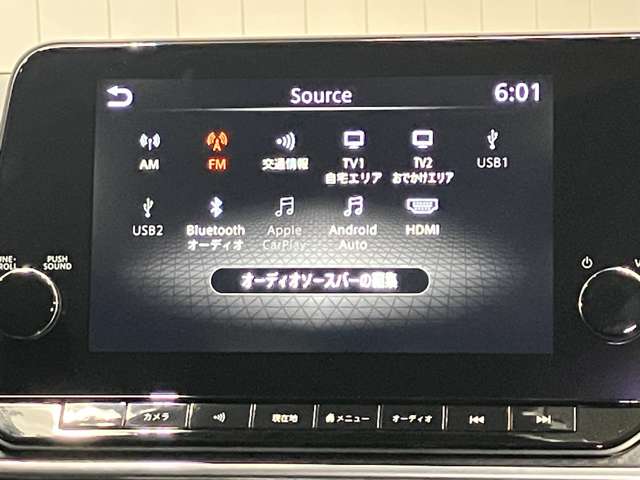 Source
6:01
AM
FM
交通情報
TV1
自宅エリア
TV2
おでかけエリア
USB1
USB2
Bluetooth
オーディオ
Apple
CarPlay
Android
Auto
HDMI
オーディオソースバーの編集
PUSH
SOUND
カメラ
現在地
メニュー
オーディオ